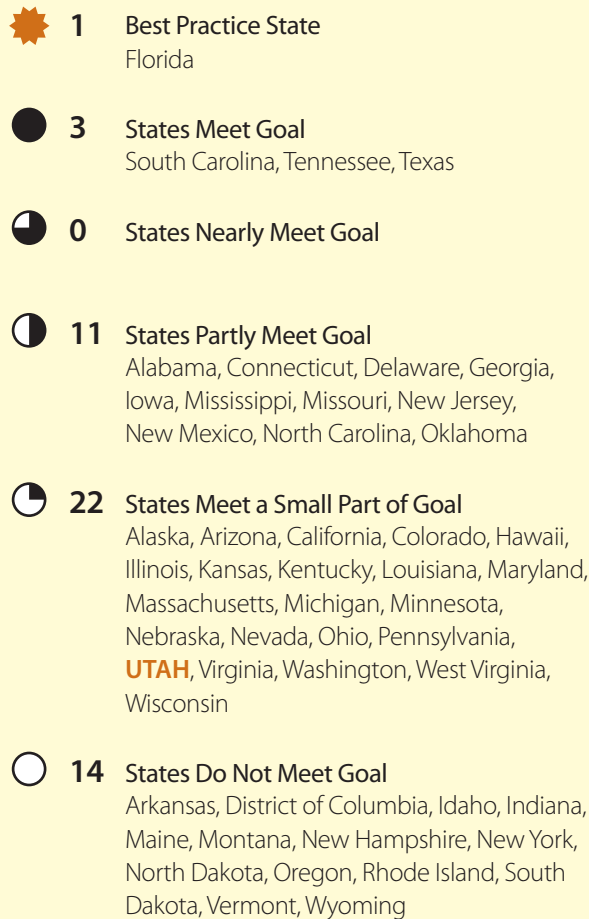 1 Best Practice State
Florida
3 States Meet Goal
South Carolina, Tennessee, Texas
0 States Nearly Meet Goal
11 States Partly Meet Goal
Alabama, Connecticut, Delaware, Georgia,
Iowa, Mississippi, Missouri, New Jersey,
New Mexico, North Carolina, Oklahoma
22 States Meet a Small Part of Goal
Alaska, Arizona, California, Colorado, Hawaii,
Illinois, Kansas, Kentucky, Louisiana, Maryland,
Massachusetts, Michigan, Minnesota,
Nebraska, Nevada, Ohio, Pennsylvania,
UTAH, Virginia, Washington, West Virginia,
Wisconsin
14 States Do Not Meet Goal
Arkansas, District of Columbia, Idaho, Indiana,
Maine, Montana, New Hampshire, New York,
North Dakota, Oregon, Rhode Island, South
Dakota, Vermont, Wyoming